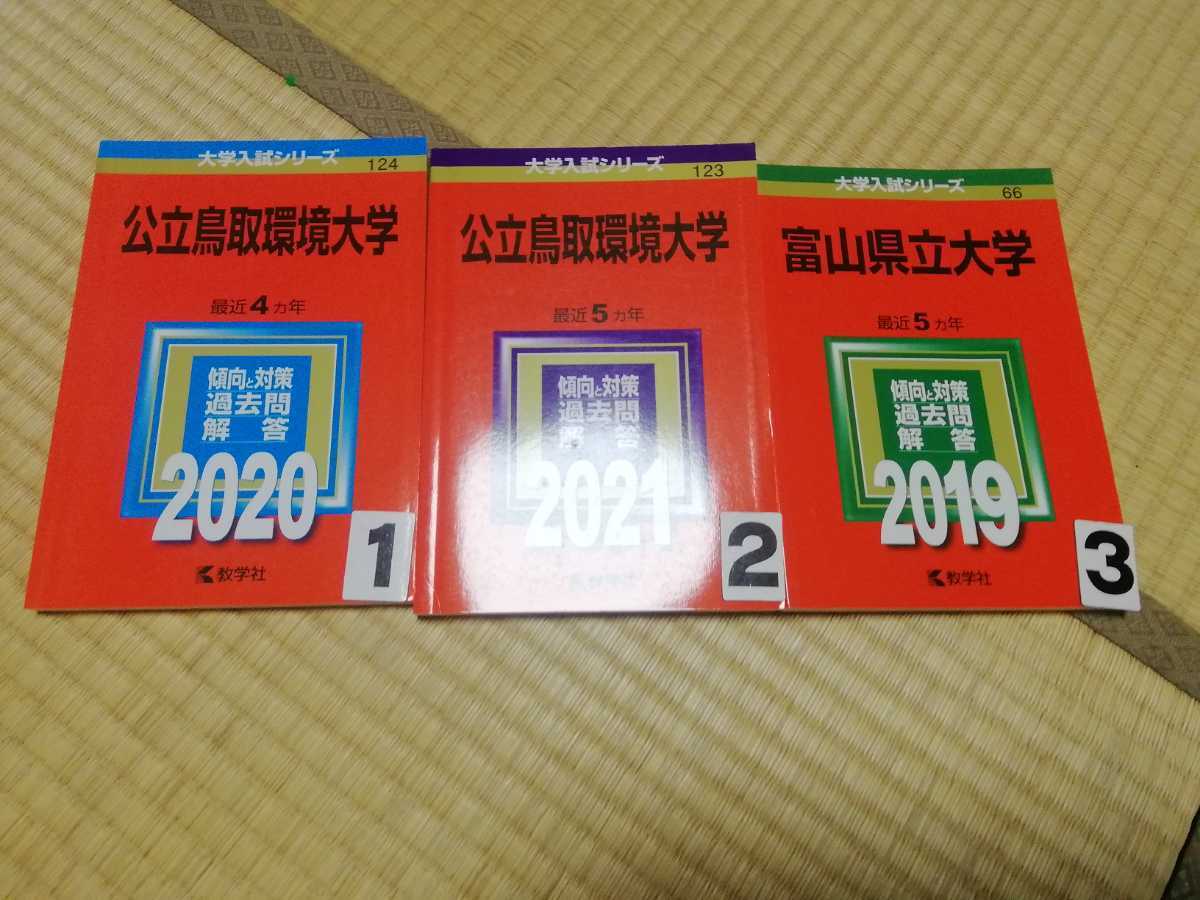 大学入試シリーズ
124
公立鳥取環境大学
最近4カ年
傾向と対策
過去問
解答
2020
教学社
1
大学入試シリーズ
123
公立鳥取環境大学
最近5カ年
傾向と対策
過去問
解答
2021
教学社
2
大学入試シリーズ
66
富山県立大学
最近5カ年
傾向と対策
過去問
解答
2019
教学社
3